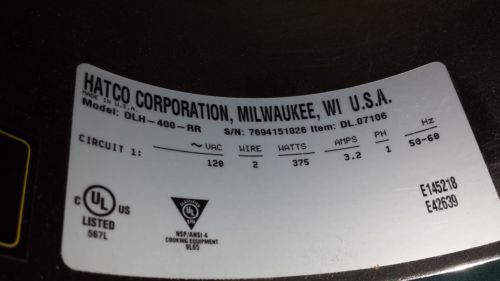 HATCO CORPORATION, MILWAUKEE, WI U.S.A.
MADE IN U.S.A.
Model: DLH-400-RR S/N: 7694151026 Item: DL.07106
CIRCUIT 1: ~ VAC WIRE WATTS AMPS PH Hz
120 2 375 3.2 1 50-60
C UL US
LISTED
567L
UL
NSF/ANSI 4
COOKING EQUIPMENT
9L65
E145218
E42639